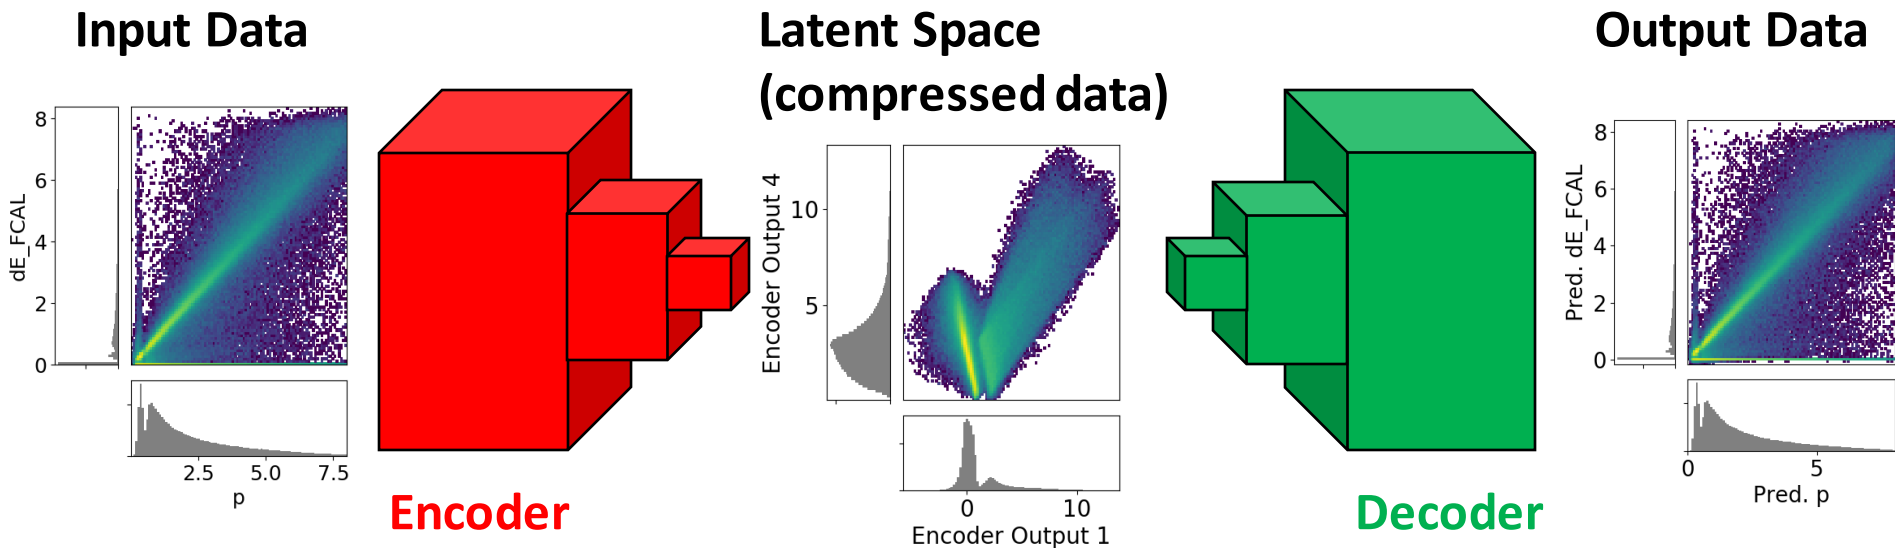 Input Data
Latent Space
(compressed data)
Output Data
8
6
4
2
0
dE_FCAL
2.5
5.0
7.5
p
Encoder
10
5
Encoder Output 4
0
10
Encoder Output 1
Decoder
8
6
4
2
0
Pred. dE_FCAL
0
5
Pred. p